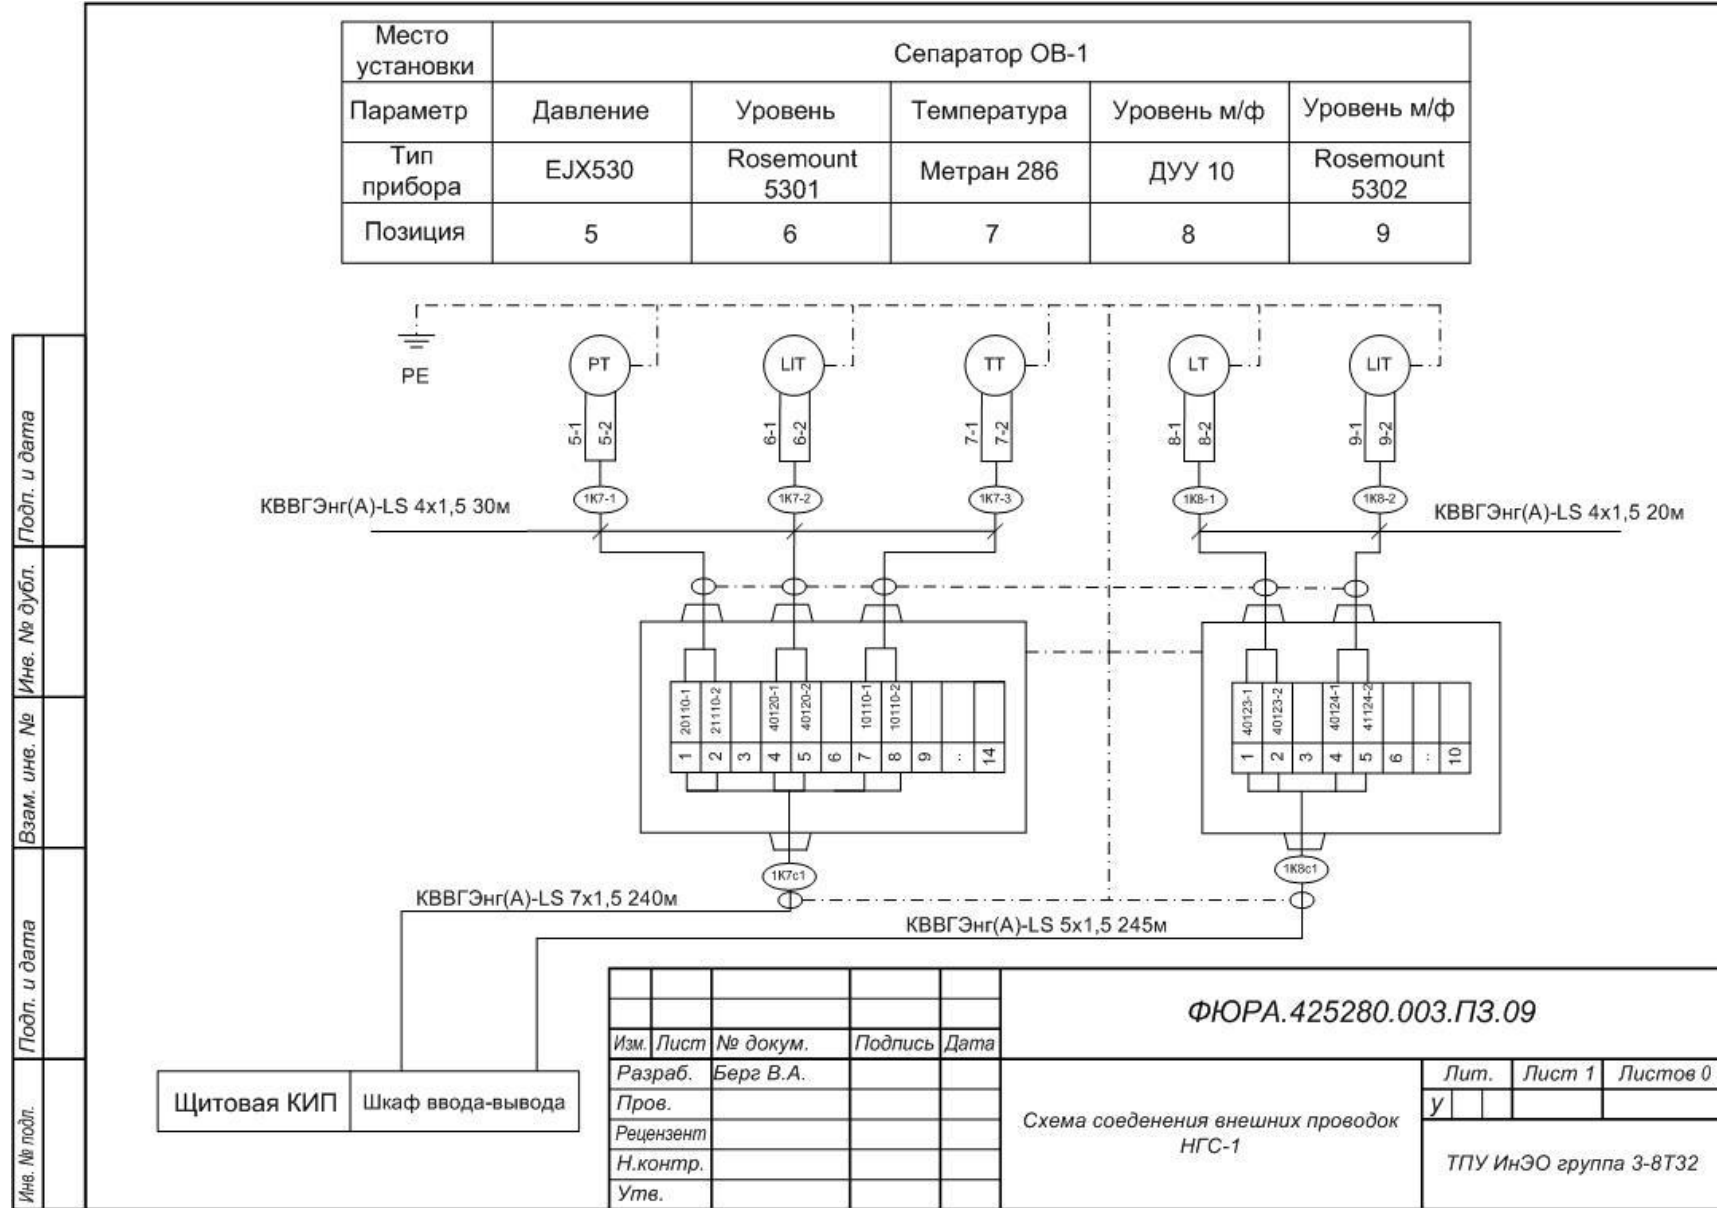 Место
установки
Сепаратор ОВ-1
Параметр Давление Уровень Температура Уровень м/ф Уровень м/ф
Тип
прибора
EJX530
Rosemount
5301
Метран 286
ДУУ 10
Rosemount
5302
Позиция 5 6 7 8 9
PE
PT LIT TT LT LIT
5-1 5-2 6-1 6-2 7-1 7-2 8-1 8-2 9-1 9-2
1К7-1 1К7-2 1К7-3 1К8-1 1К8-2
КВВГЭнг(А)-LS 4х1,5 30м
КВВГЭнг(А)-LS 4х1,5 20м
20110-1 21110-2 40120-1 40120-2 10110-1 10110-2
1 2 3 4 5 6 7 8 9 : 14
40123-1 40123-2 40124-1 41124-2
1 2 3 4 5 6 : 10
1К7с1
1К8с1
КВВГЭнг(А)-LS 7х1,5 240м
КВВГЭнг(А)-LS 5х1,5 245м
Щитовая КИП Шкаф ввода-вывода
Подп. и дата
Инв. № дубл.
Взам. инв. №
Подп. и дата
Инв. № подл.
ФЮРА.425280.003.ПЗ.09
Изм. Лист № докум. Подпись Дата
Разраб. Берг В.А.
Пров.
Рецензент
Н.контр.
Утв.
Схема соеденения внешних проводок
НГС-1
Лит. Лист 1 Листов 0
у
ТПУ ИнЭО группа 3-8Т32